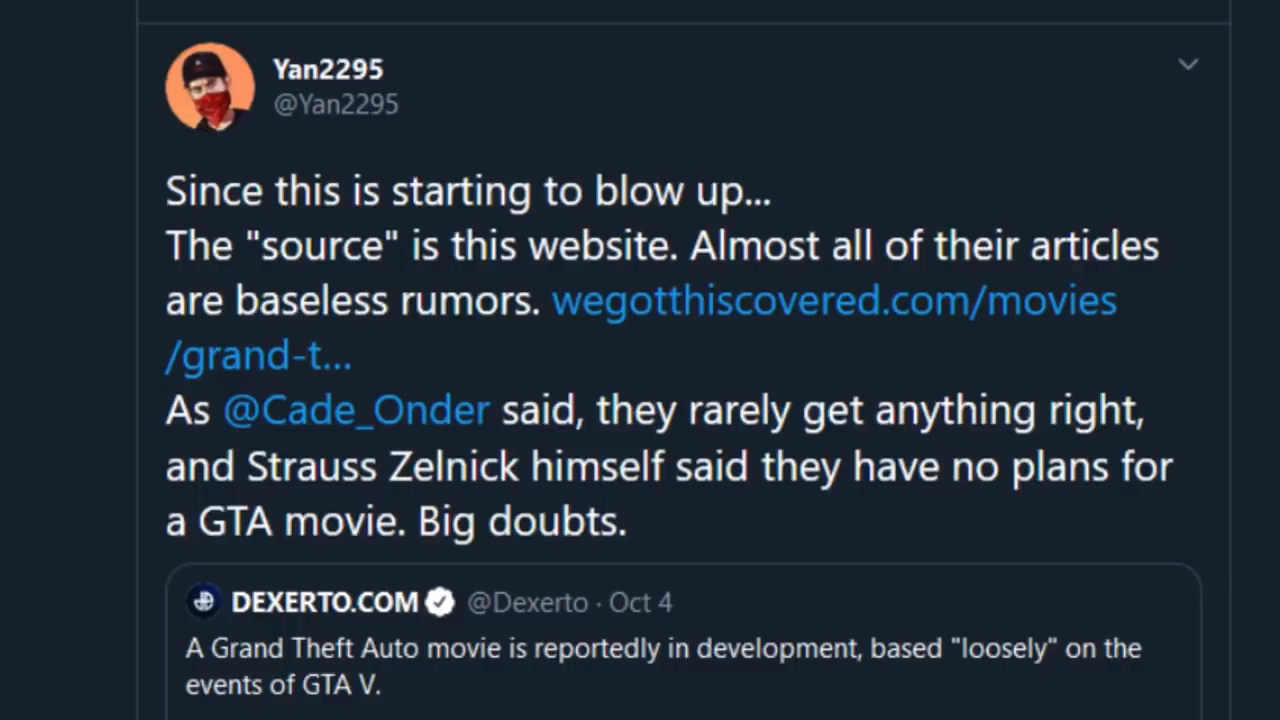 Yan2295
@Yan2295
Since this is starting to blow up...
The "source" is this website. Almost all of their articles
are baseless rumors. wegotthiscovered.com/movies
/grand-t...
As @Cade_Onder said, they rarely get anything right,
and Strauss Zelnick himself said they have no plans for
a GTA movie. Big doubts.
DEXERTO.COM @Dexerto · Oct 4
A Grand Theft Auto movie is reportedly in development, based "loosely" on the
events of GTA V.